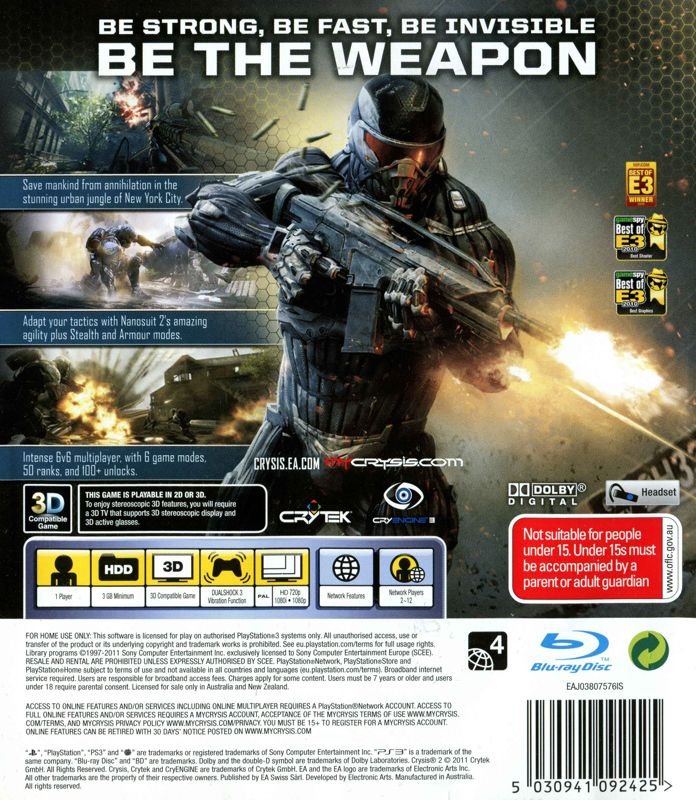 BE STRONG, BE FAST, BE INVISIBLE
BE THE WEAPON
Save mankind from annihilation in the
stunning urban jungle of New York City.
BEST OF
E3
WINNER
gamespy
Best of
E3
2010
Best Shooter
gamespy
Best of
E3
2010
Best Graphics
Adapt your tactics with Nanosuit 2's amazing
agility plus Stealth and Armour modes.
Intense 6v6 multiplayer, with 6 game modes,
50 ranks, and 100+ unlocks.
CRYSIS.EA.COM MYCRYSIS.COM
3D
Compatible
Game
THIS GAME IS PLAYABLE IN 2D OR 3D.
To enjoy stereoscopic 3D features, you will require
a 3D TV that supports 3D stereoscopic display and
3D active glasses.
CRYTEK
CRYENGINE 3
DOLBY®
DIGITAL
Headset
Not suitable for people
under 15. Under 15s must
be accompanied by a
parent or adult guardian
www.oflc.gov.au
HDD
3D
1 Player
3 GB Minimum
3D Compatible Game
DUALSHOCK 3
Vibration Function
PAL
HD 720p
1080i • 1080p
Network Features
Network Players
2-12
FOR HOME USE ONLY: This software is licensed for play on authorised PlayStation®3 systems only. All unauthorised access, use or
transfer of the product or its underlying copyright and trademark works is prohibited. See eu.playstation.com/terms for full usage rights.
Library programs ©1997-2011 Sony Computer Entertainment Inc. exclusively licensed to Sony Computer Entertainment Europe (SCEE).
RESALE AND RENTAL ARE PROHIBITED UNLESS EXPRESSLY AUTHORISED BY SCEE. PlayStation®Network, PlayStation®Store and
PlayStation®Home subject to terms of use and not available in all countries and languages (eu.playstation.com/terms). Broadband internet
service required. Users are responsible for broadband access fees. Charges apply for some content. Users must be 7 years or older and users
under 18 require parental consent. Licensed for sale only in Australia and New Zealand.
4
Blu-ray Disc
EAJ03807576IS
ACCESS TO ONLINE FEATURES AND/OR SERVICES INCLUDING ONLINE MULTIPLAYER REQUIRES A PlayStation®Network ACCOUNT. ACCESS TO
FULL ONLINE FEATURES AND/OR SERVICES REQUIRES A MYCRYSIS ACCOUNT, ACCEPTANCE OF THE MYCRYSIS TERMS OF USE WWW.MYCRYSIS.
COM/TERMS, AND MYCRYSIS PRIVACY POLICY WWW.MYCRYSIS.COM/PRIVACY. YOU MUST BE 15+ TO REGISTER FOR A MYCRYSIS ACCOUNT.
ONLINE FEATURES CAN BE RETIRED WITH 30 DAYS' NOTICE POSTED ON WWW.MYCRYSIS.COM
" ", "PlayStation", "PS3" and " " are trademarks or registered trademarks of Sony Computer Entertainment Inc. "PS3" is a trademark of the
same company. "Blu-ray Disc" and "BD" are trademarks. Dolby and the double-D symbol are trademarks of Dolby Laboratories. Crysis® 2 © 2011 Crytek
GmbH. All Rights Reserved. Crysis, Crytek and CryENGINE are trademarks of Crytek GmbH. EA and the EA logo are trademarks of Electronic Arts Inc.
All other trademarks are the property of their respective owners. Published by EA Swiss Sàrl. Developed by Electronic Arts. Manufactured in Australia.
All rights reserved.
5 030941 092425 >